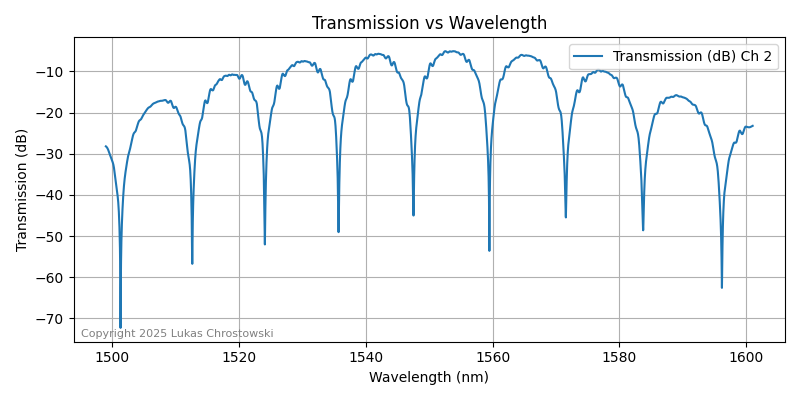 Transmission vs Wavelength
Transmission (dB) Ch 2
Transmission (dB)
−10
−20
−30
−40
−50
−60
−70
Copyright 2025 Lukas Chrostowski
1500 1520 1540 1560 1580 1600
Wavelength (nm)